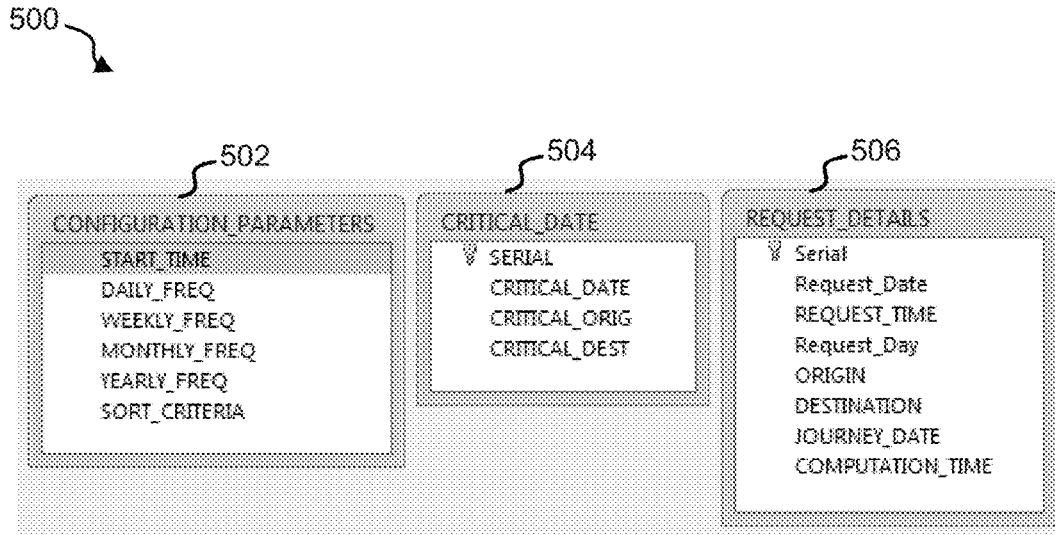 500
502
504
506
CONFIGURATION_PARAMETERS
START_TIME
DAILY_FREQ
WEEKLY_FREQ
MONTHLY_FREQ
YEARLY_FREQ
SORT_CRITERIA
CRITICAL_DATE
SERIAL
CRITICAL_DATE
CRITICAL_ORIG
CRITICAL_DEST
REQUEST_DETAILS
Serial
Request_Date
REQUEST_TIME
Request_Day
ORIGIN
DESTINATION
JOURNEY_DATE
COMPUTATION_TIME